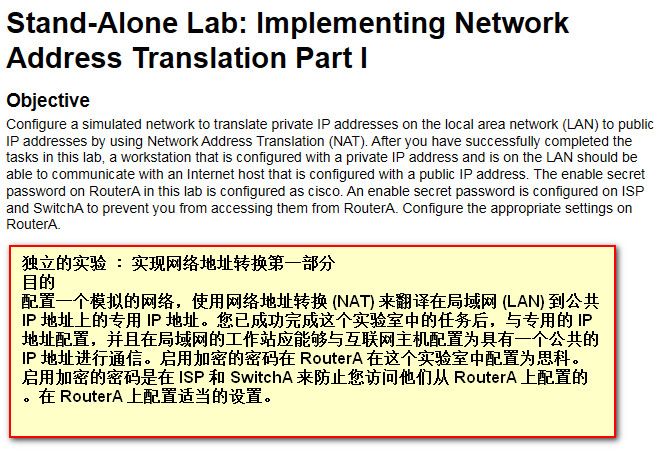 Stand-Alone Lab: Implementing Network
Address Translation Part I
Objective
Configure a simulated network to translate private IP addresses on the local area network (LAN) to public
IP addresses by using Network Address Translation (NAT). After you have successfully completed the
tasks in this lab, a workstation that is configured with a private IP address and is on the LAN should be
able to communicate with an Internet host that is configured with a public IP address. The enable secret
password on RouterA in this lab is configured as cisco. An enable secret password is configured on ISP
and SwitchA to prevent you from accessing them from RouterA. Configure the appropriate settings on
RouterA.
独立的实验 ：实现网络地址转换第一部分
目的
配置一个模拟的网络，使用网络地址转换 (NAT) 来翻译在局域网 (LAN) 到公共
IP 地址上的专用 IP 地址。您已成功完成这个实验室中的任务后，与专用的 IP
地址配置，并且在局域网的工作站应能够与互联网主机配置为具有一个公共的
IP 地址进行通信。启用加密的密码在 RouterA 在这个实验室中配置为思科。
启用加密的密码是在 ISP 和 SwitchA 来防止您访问他们从 RouterA 上配置的
。在 RouterA 上配置适当的设置。